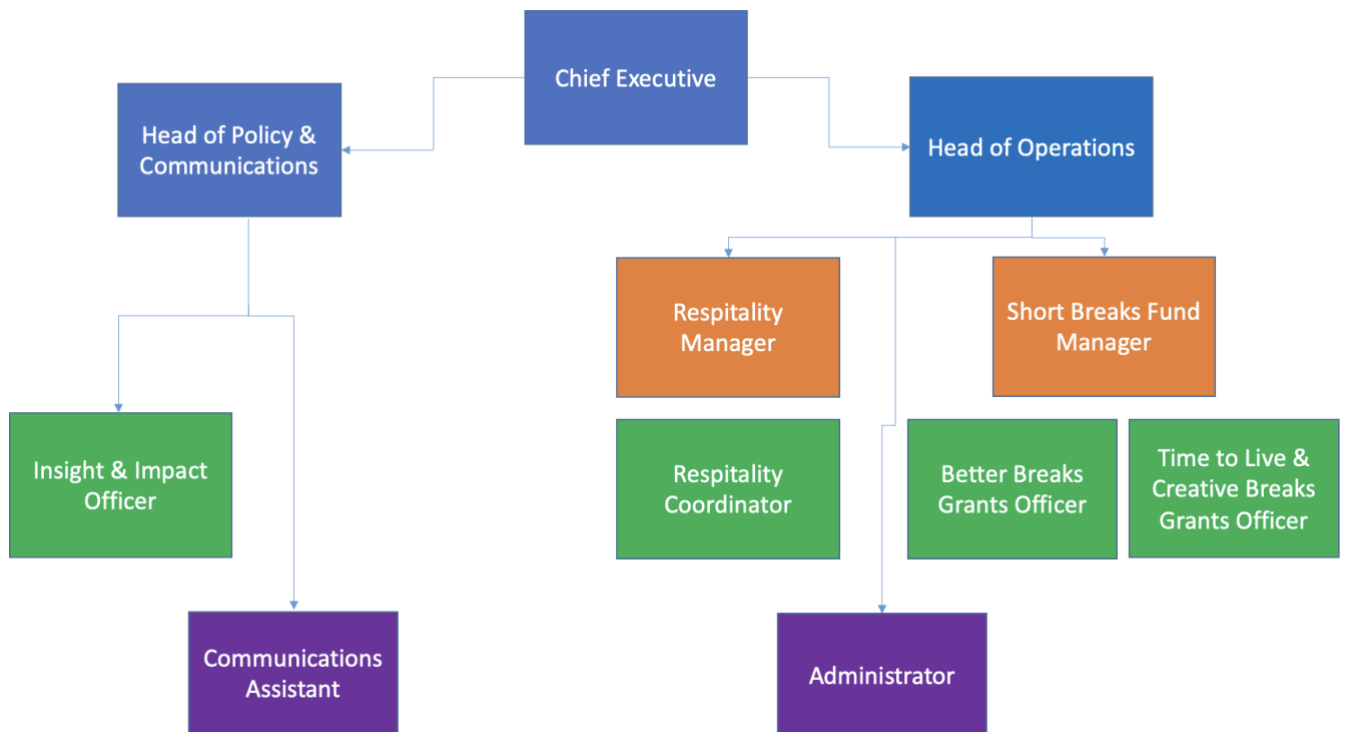 Chief Executive
Head of Policy &
Communications
Head of Operations
Respitality
Manager
Short Breaks Fund
Manager
Insight & Impact
Officer
Respitality
Coordinator
Better Breaks
Grants Officer
Time to Live &
Creative Breaks
Grants Officer
Communications
Assistant
Administrator